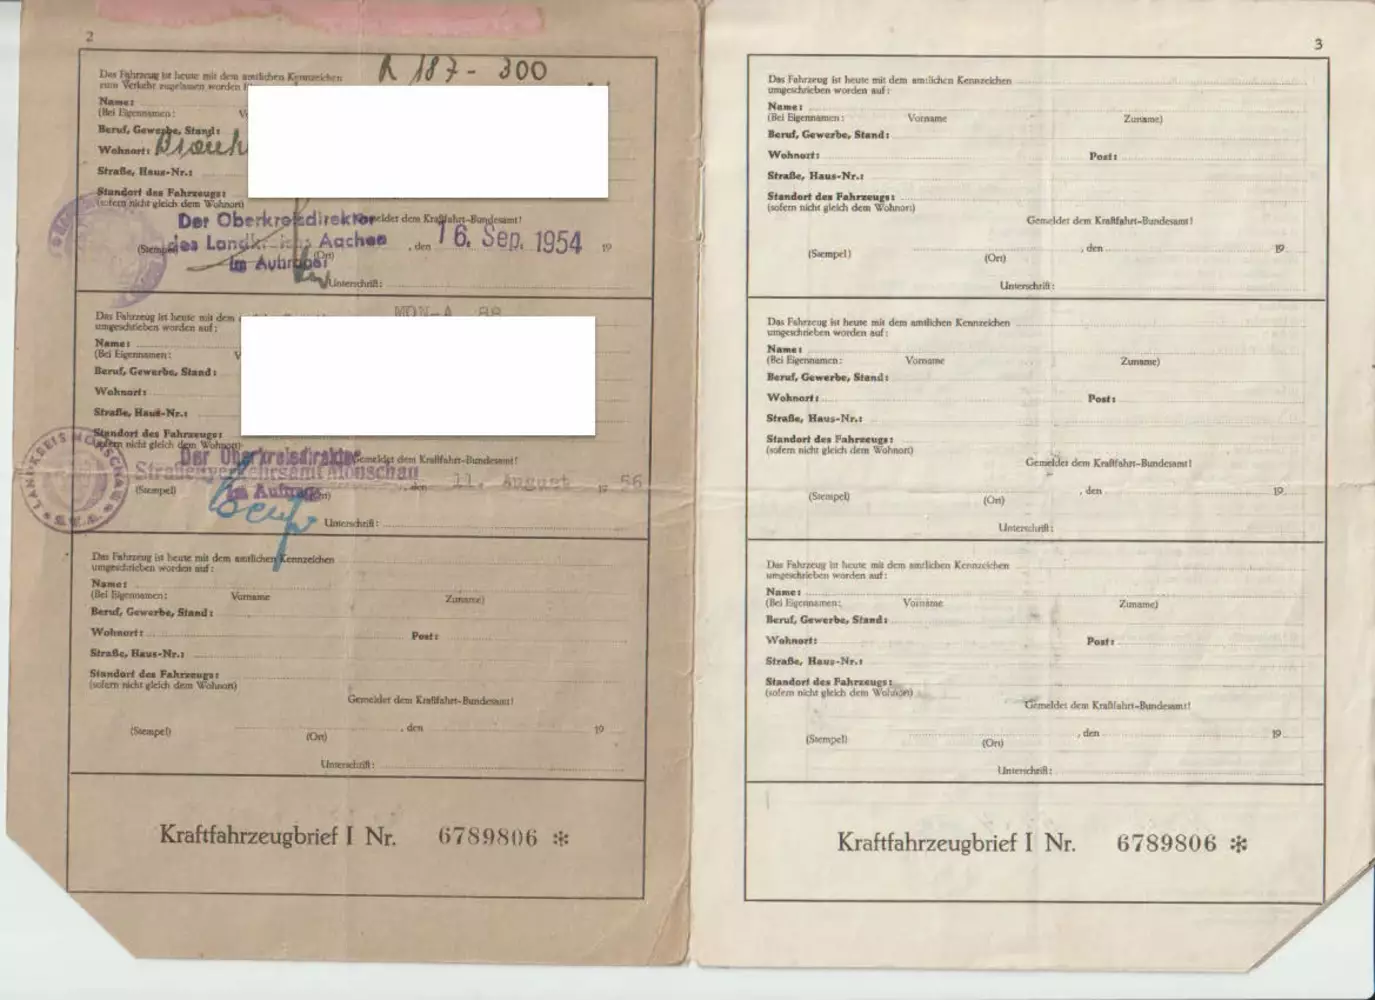 2
Das Fahrzeug ist heute mit dem amtlichen Kennzeichen R 187 - 300
zum Verkehr zugelassen worden
Name:
(Bei Eigennamen:
Beruf, Gewerbe, Stand:
Wohnort:
Straße, Haus-Nr.:
Standort des Fahrzeugs:
(sofern nicht gleich dem Wohnort)
Gemeldet dem Kraftfahrt-Bundesamt!
Der Oberkreisdirektor
des Landkreises Aachen , den 16. Sep. 1954 19
(Stempel) (Ort)
Im Auftrage
Unterschrift:
Das Fahrzeug ist heute mit dem MON-A 88
umgeschrieben worden auf:
Name:
(Bei Eigennamen:
Beruf, Gewerbe, Stand:
Wohnort:
Straße, Haus-Nr.:
Standort des Fahrzeugs:
(sofern nicht gleich dem Wohnort)
Gemeldet dem Kraftfahrt-Bundesamt!
Der Oberkreisdirektor
Straßenverkehrsamt Monschau , den 11. August 19 56
(Stempel) (Ort)
Im Auftrage
Unterschrift:
LANDKREIS MONSCHAU
Das Fahrzeug ist heute mit dem amtlichen Kennzeichen
umgeschrieben worden auf:
Name:
(Bei Eigennamen: Vorname Zuname)
Beruf, Gewerbe, Stand:
Wohnort: Post:
Straße, Haus-Nr.:
Standort des Fahrzeugs:
(sofern nicht gleich dem Wohnort)
Gemeldet dem Kraftfahrt-Bundesamt!
, den 19
(Stempel) (Ort)
Unterschrift:
Kraftfahrzeugbrief I Nr. 6789806 *
3
Das Fahrzeug ist heute mit dem amtlichen Kennzeichen
umgeschrieben worden auf:
Name:
(Bei Eigennamen: Vorname Zuname)
Beruf, Gewerbe, Stand:
Wohnort: Post:
Straße, Haus-Nr.:
Standort des Fahrzeugs:
(sofern nicht gleich dem Wohnort)
Gemeldet dem Kraftfahrt-Bundesamt!
, den 19
(Stempel) (Ort)
Unterschrift:
Das Fahrzeug ist heute mit dem amtlichen Kennzeichen
umgeschrieben worden auf:
Name:
(Bei Eigennamen: Vorname Zuname)
Beruf, Gewerbe, Stand:
Wohnort: Post:
Straße, Haus-Nr.:
Standort des Fahrzeugs:
(sofern nicht gleich dem Wohnort)
Gemeldet dem Kraftfahrt-Bundesamt!
, den 19
(Stempel) (Ort)
Unterschrift:
Das Fahrzeug ist heute mit dem amtlichen Kennzeichen
umgeschrieben worden auf:
Name:
(Bei Eigennamen: Vorname Zuname)
Beruf, Gewerbe, Stand:
Wohnort: Post:
Straße, Haus-Nr.:
Standort des Fahrzeugs:
(sofern nicht gleich dem Wohnort)
Gemeldet dem Kraftfahrt-Bundesamt!
, den 19
(Stempel) (Ort)
Unterschrift:
Kraftfahrzeugbrief I Nr. 6789806 *